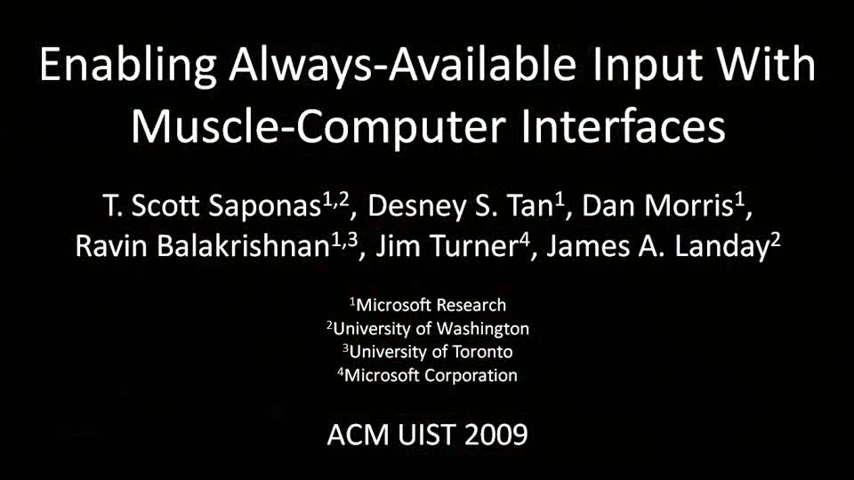 Enabling Always-Available Input With
Muscle-Computer Interfaces
T. Scott Saponas¹,², Desney S. Tan¹, Dan Morris¹,
Ravin Balakrishnan¹,³, Jim Turner⁴, James A. Landay²
¹Microsoft Research
²University of Washington
³University of Toronto
⁴Microsoft Corporation
ACM UIST 2009